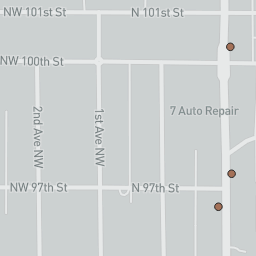 NW 101st St
N 101st St
NW 100th St
2nd Ave NW
1st Ave NW
7 Auto Repair
NW 97th St
N 97th St